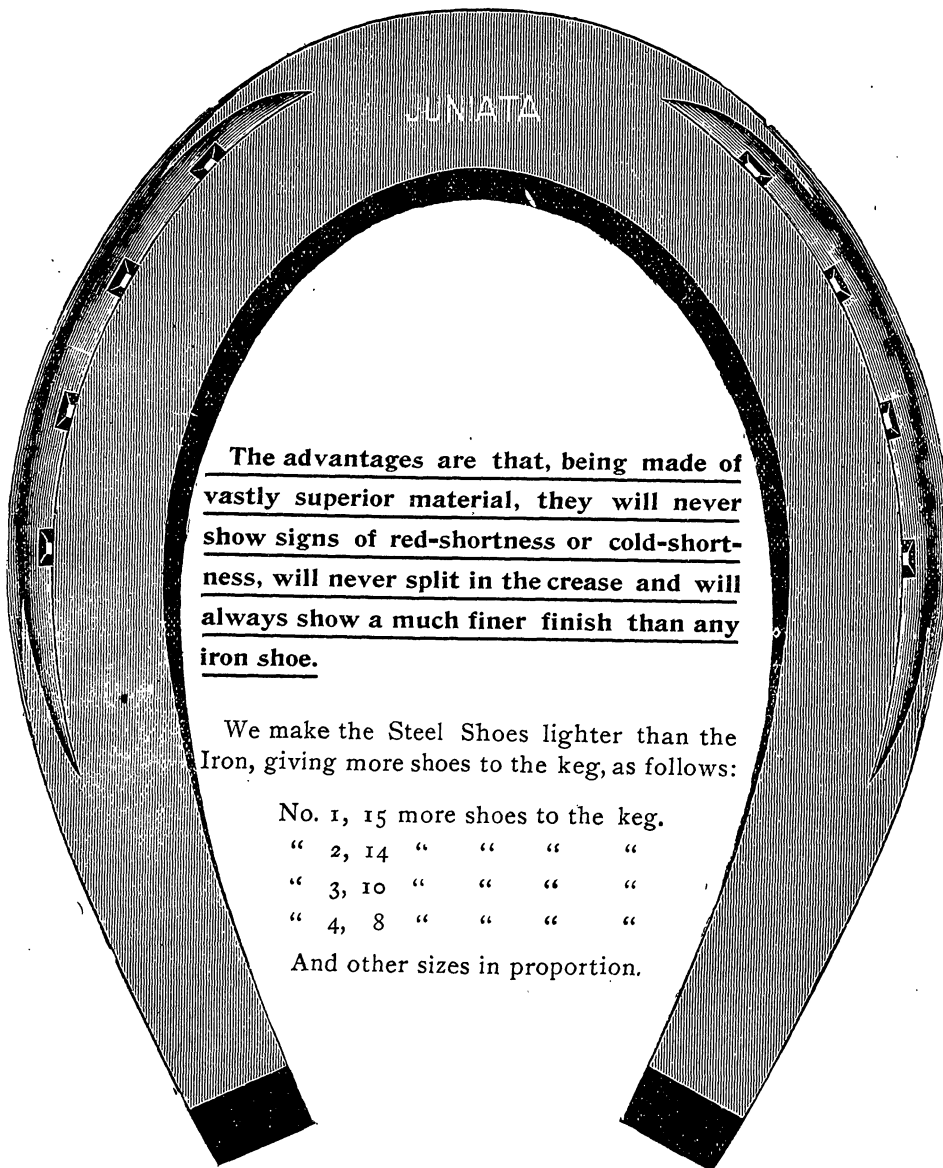 JUNIATA
The advantages are that, being made of
vastly superior material, they will never
show signs of red-shortness or cold-short-
ness, will never split in the crease and will
always show a much finer finish than any
iron shoe.
We make the Steel Shoes lighter than the
Iron, giving more shoes to the keg, as follows:
No. 1, 15 more shoes to the keg.
“ 2, 14 “ “ “ “
“ 3, 10 “ “ “ “
“ 4, 8 “ “ “ “
And other sizes in proportion.